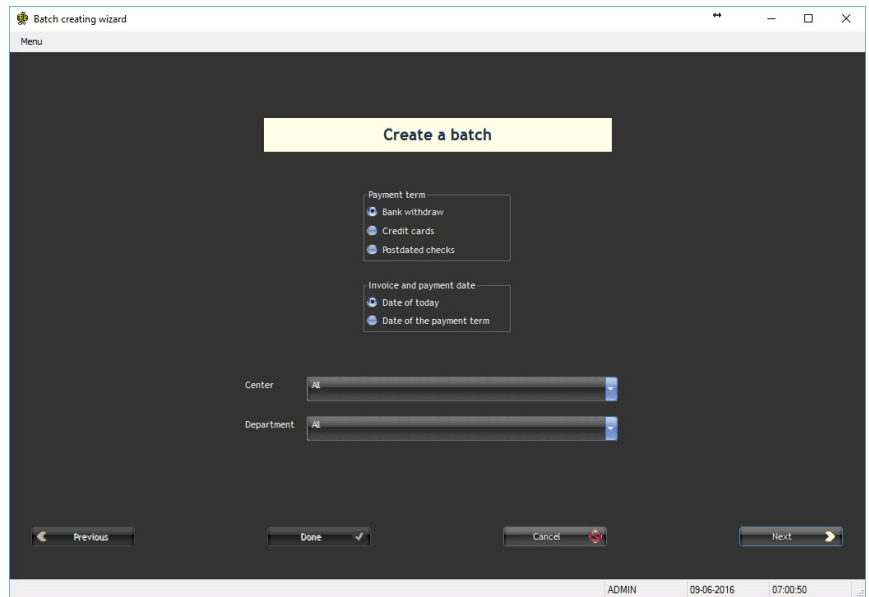 Batch creating wizard
Menu
Create a batch
Payment term
Bank withdraw
Credit cards
Postdated checks
Invoice and payment date
Date of today
Date of the payment term
Center All
Department All
Previous Done Cancel Next
ADMIN 09-06-2016 07:00:50